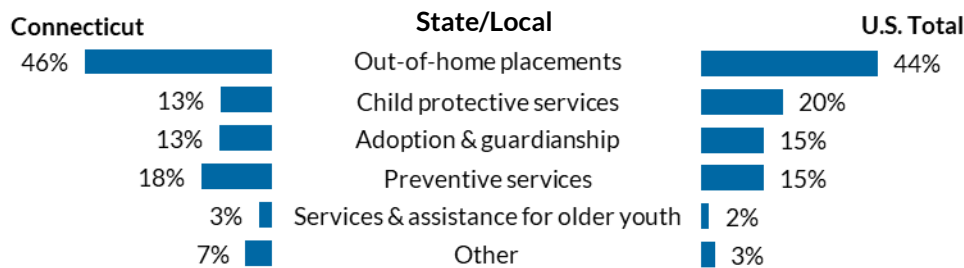 Connecticut State/Local U.S. Total
46% Out-of-home placements 44%
13% Child protective services 20%
13% Adoption & guardianship 15%
18% Preventive services 15%
3% Services & assistance for older youth 2%
7% Other 3%